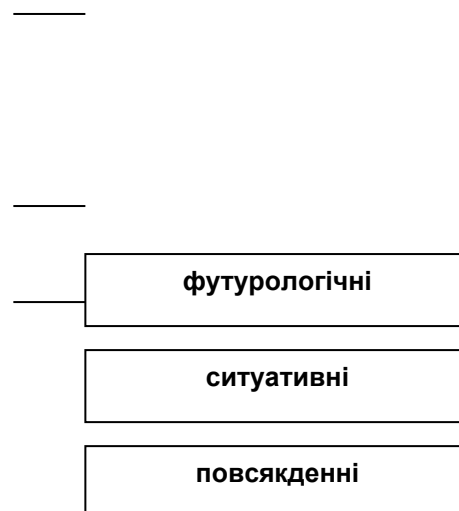 футурологічні
ситуативні
повсякденні